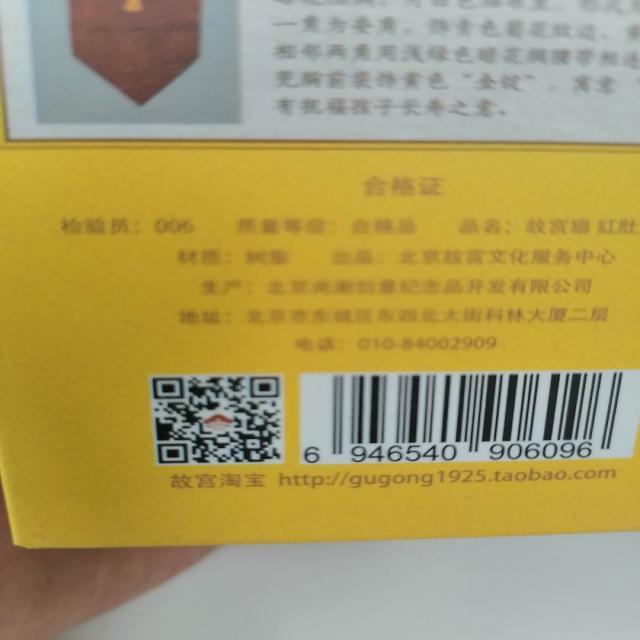 一角为委角。饰黄色菊花纹边，
相邻两角用浅绿色暗花绸腰带相连
兜胸前装饰黄色“金锭”，寓意
有祝福孩子长寿之意。
合格证
检验员：006 质量等级：合格品 品名：故宫猫 红肚
材质：树脂 出品：北京故宫文化服务中心
生产：北京尚潮创意纪念品开发有限公司
地址：北京市东城区东四北大街科林大厦二层
电话：010-84002909
6 946540 906096
故宫淘宝 http://gugong1925.taobao.com